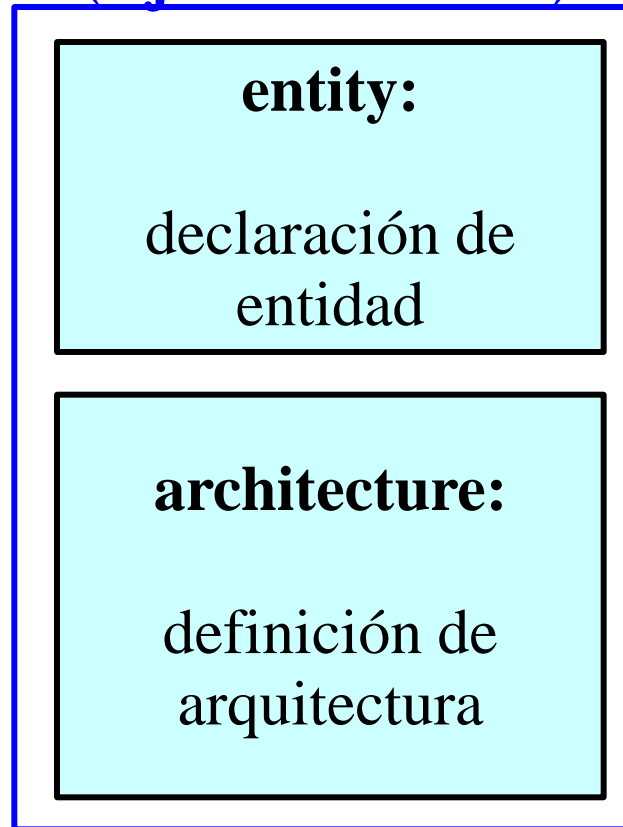 entity:
declaración de
entidad
architecture:
definición de
arquitectura